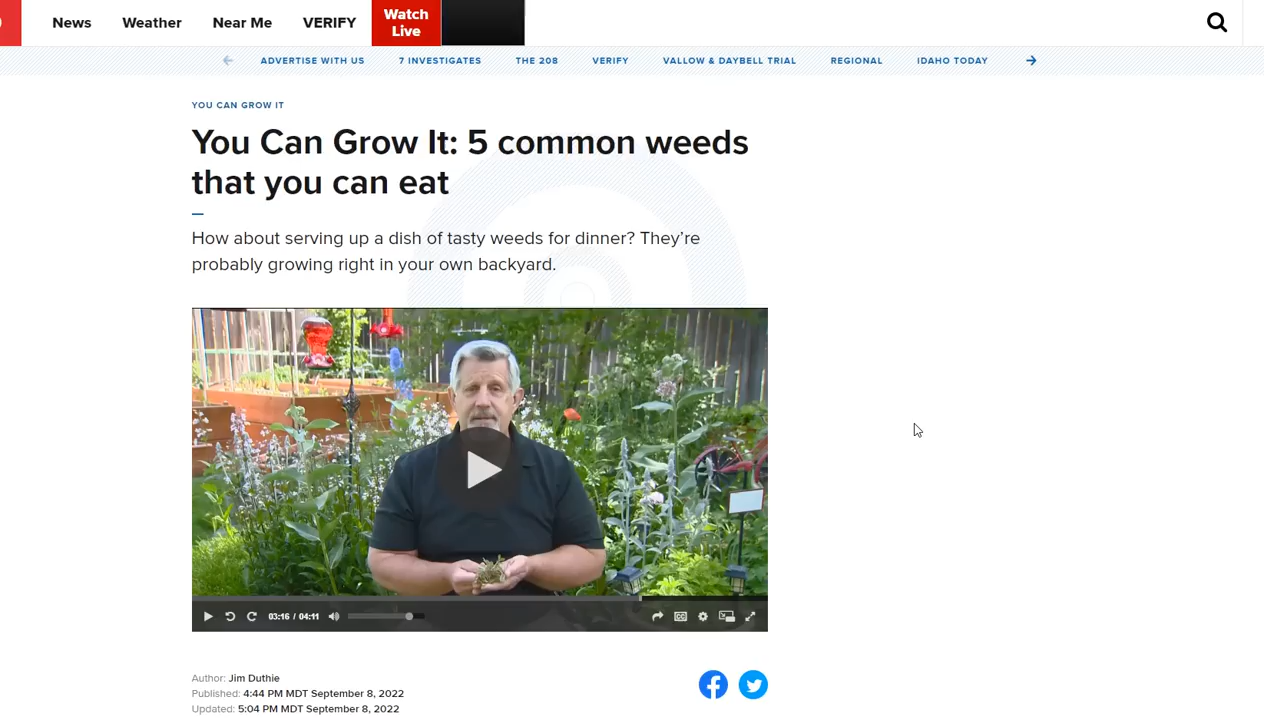 News
Weather
Near Me
VERIFY
Watch
Live
ADVERTISE WITH US
7 INVESTIGATES
THE 208
VERIFY
VALLOW & DAYBELL TRIAL
REGIONAL
IDAHO TODAY
YOU CAN GROW IT
You Can Grow It: 5 common weeds
that you can eat
How about serving up a dish of tasty weeds for dinner? They’re
probably growing right in your own backyard.
03:16 / 04:11
CC
Author: Jim Duthie
Published: 4:44 PM MDT September 8, 2022
Updated: 5:04 PM MDT September 8, 2022